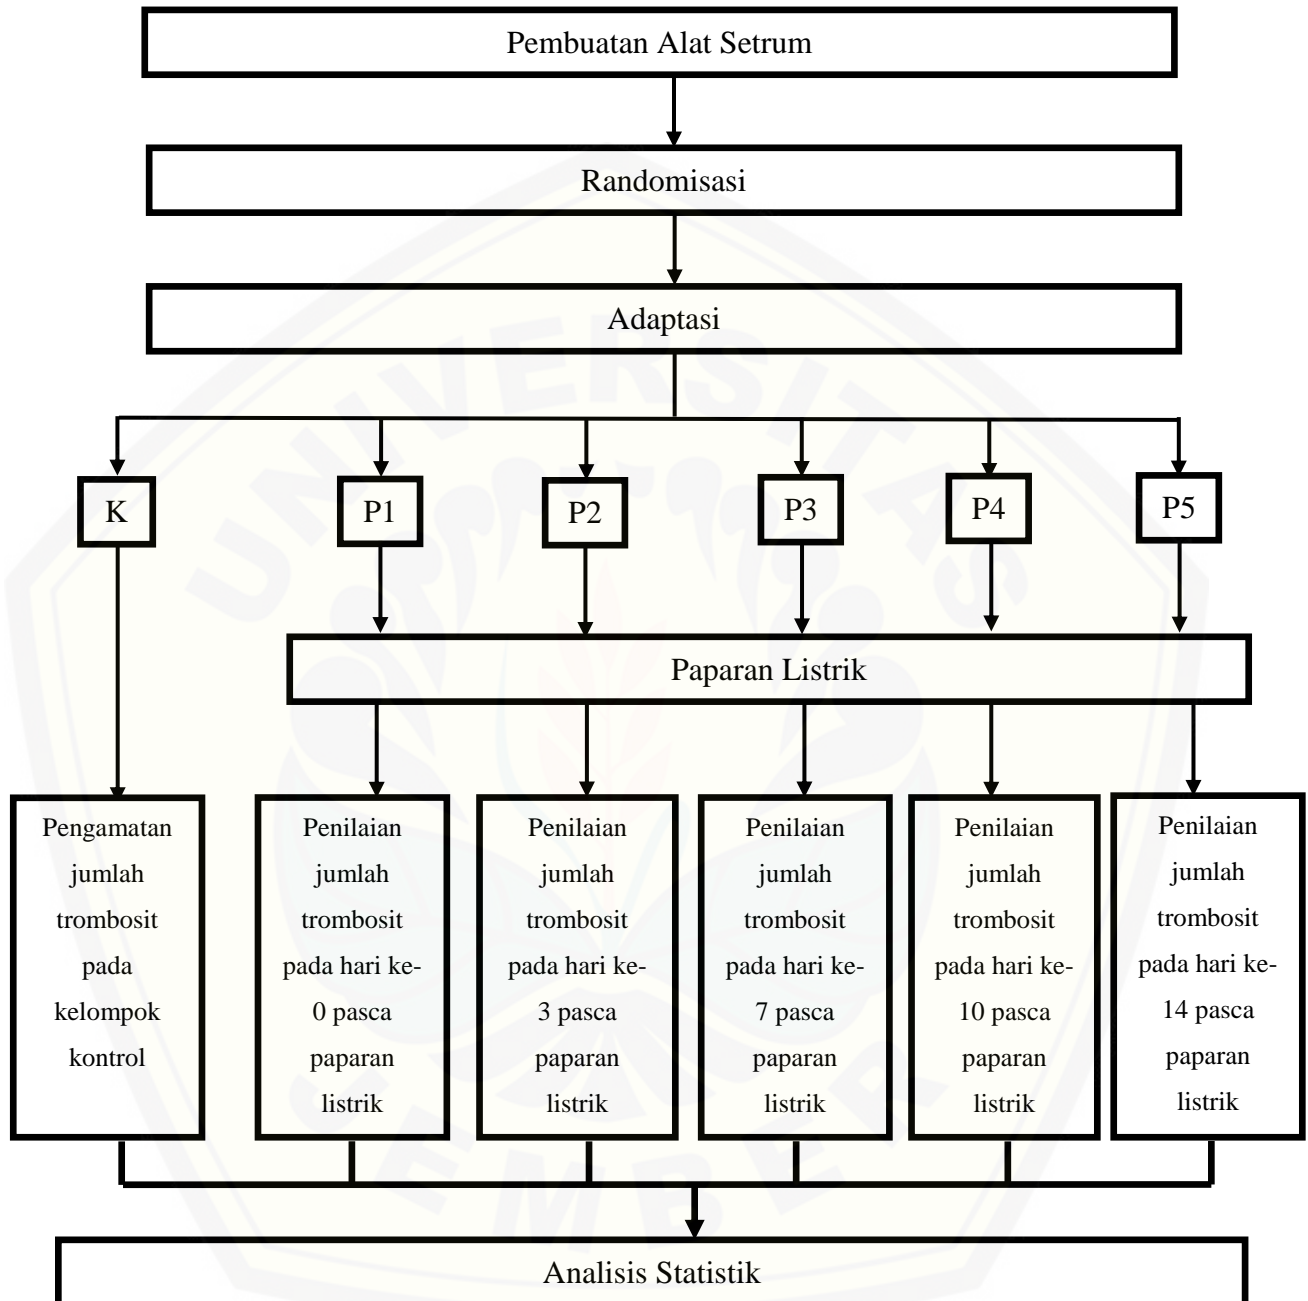 Pembuatan Alat Setrum
Randomisasi
Adaptasi
K
P1
P2
P3
P4
P5
Paparan Listrik
Pengamatan
jumlah
trombosit
pada
kelompok
kontrol
Penilaian
jumlah
trombosit
pada hari ke-
0 pasca
paparan
listrik
Penilaian
jumlah
trombosit
pada hari ke-
3 pasca
paparan
listrik
Penilaian
jumlah
trombosit
pada hari ke-
7 pasca
paparan
listrik
Penilaian
jumlah
trombosit
pada hari ke-
10 pasca
paparan
listrik
Penilaian
jumlah
trombosit
pada hari ke-
14 pasca
paparan
listrik
Analisis Statistik
UNIVERSITAS
JEMBER